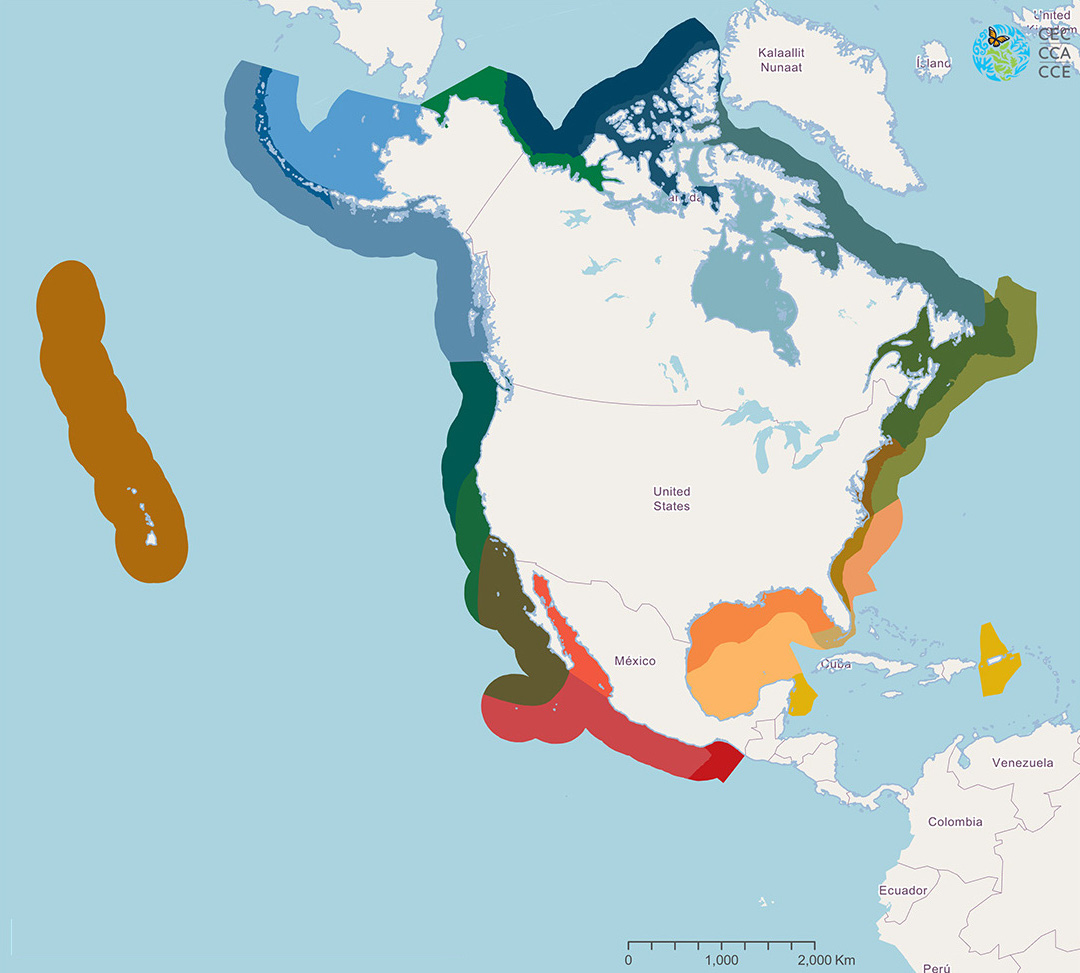 United
Kingdom
CEC
CCA
CCE
Kalaallit
Nunaat
Ísland
United
States
México
Cuba
Venezuela
Colombia
Ecuador
Perú
0
1,000
2,000 Km